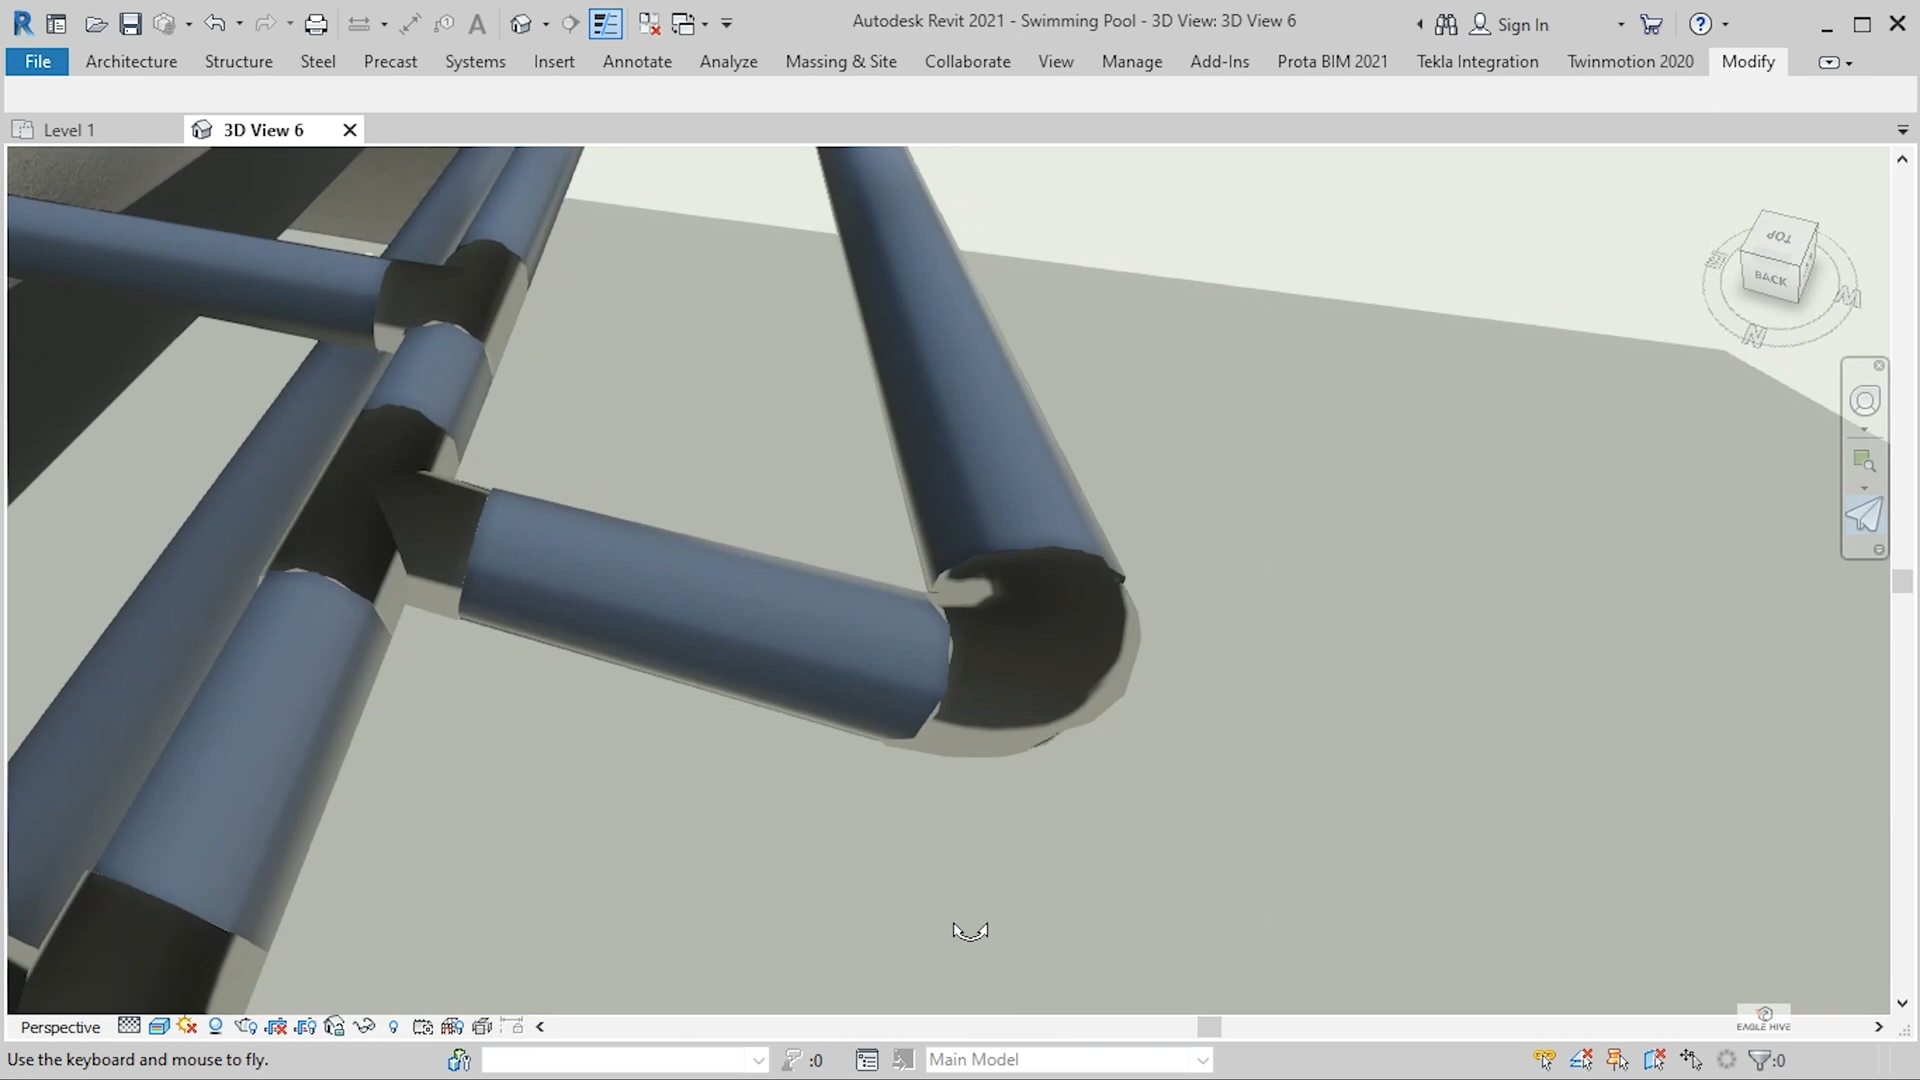 Autodesk Revit 2021 - Swimming Pool - 3D View: 3D View 6
Sign In
File Architecture Structure Steel Precast Systems Insert Annotate Analyze Massing & Site Collaborate View Manage Add-Ins Prota BIM 2021 Tekla Integration Twinmotion 2020 Modify
Level 1
3D View 6
TOP
BACK
E
W
N
EAGLE HIVE
Perspective
Use the keyboard and mouse to fly.
:0
Main Model
:0